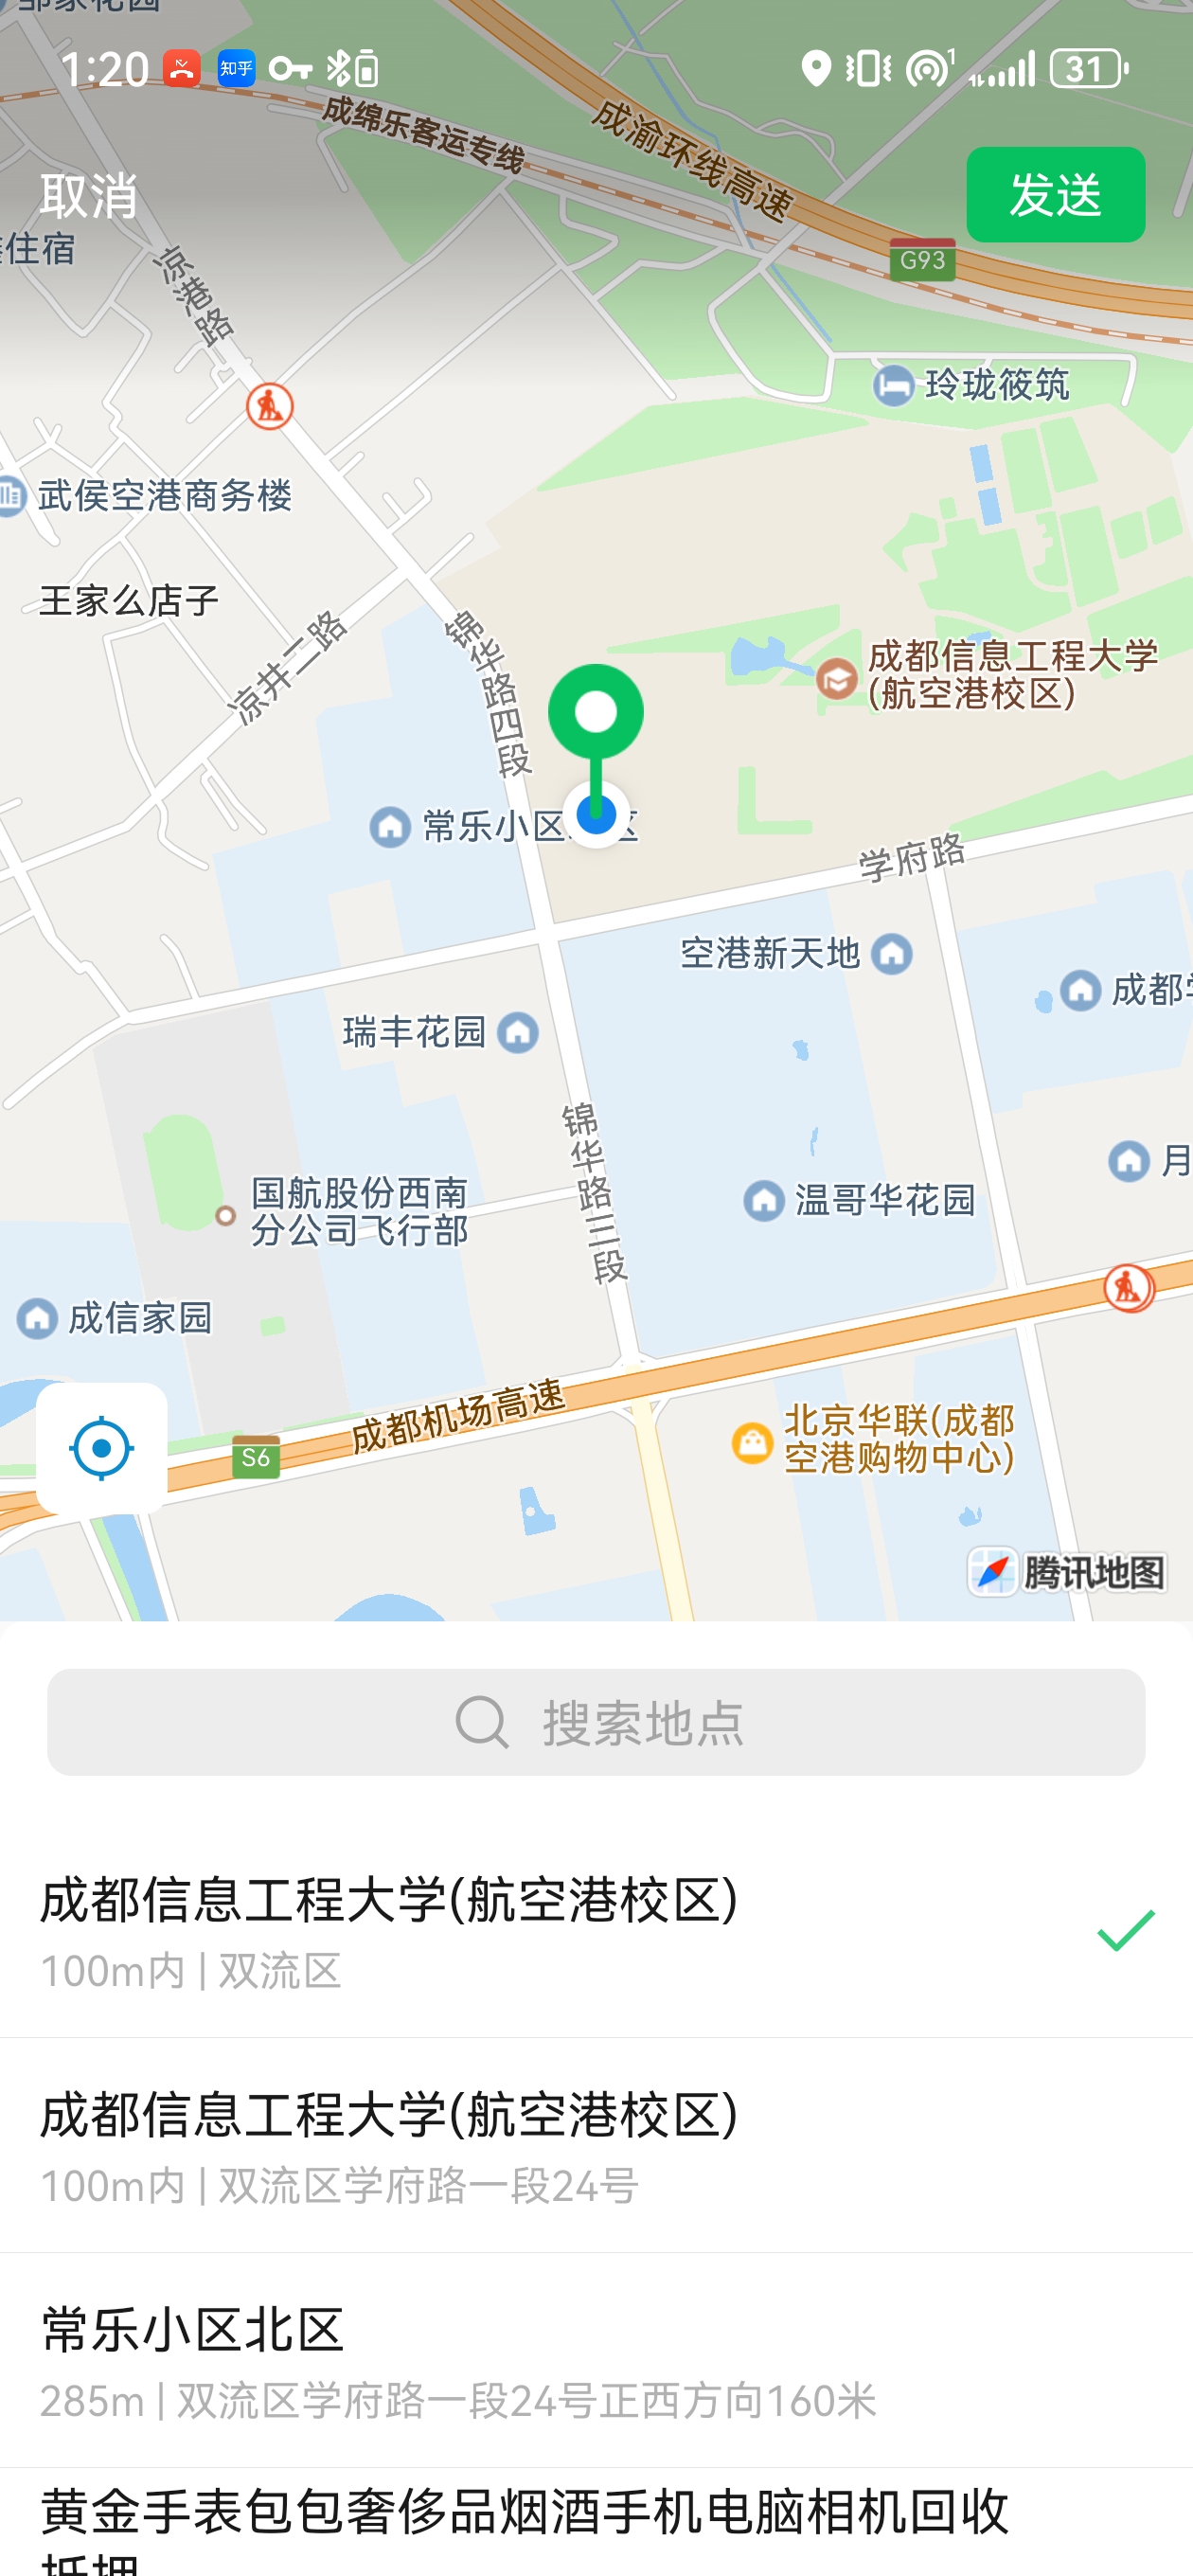 邹家花园
1:20
知乎
1
31
成绵乐客运专线
成渝环线高速
取消
发送
住宿
凉港路
G93
玲珑筱筑
武侯空港商务楼
王家么店子
凉井二路
锦华路四段
成都信息工程大学
(航空港校区)
常乐小区
区
学府路
空港新天地
成都
瑞丰花园
锦华路三段
月
国航股份西南
分公司飞行部
温哥华花园
成信家园
成都机场高速
S6
北京华联(成都
空港购物中心)
腾讯地图
搜索地点
成都信息工程大学(航空港校区)
100m内 | 双流区
成都信息工程大学(航空港校区)
100m内 | 双流区学府路一段24号
常乐小区北区
285m | 双流区学府路一段24号正西方向160米
黄金手表包包奢侈品烟酒手机电脑相机回收
抵押